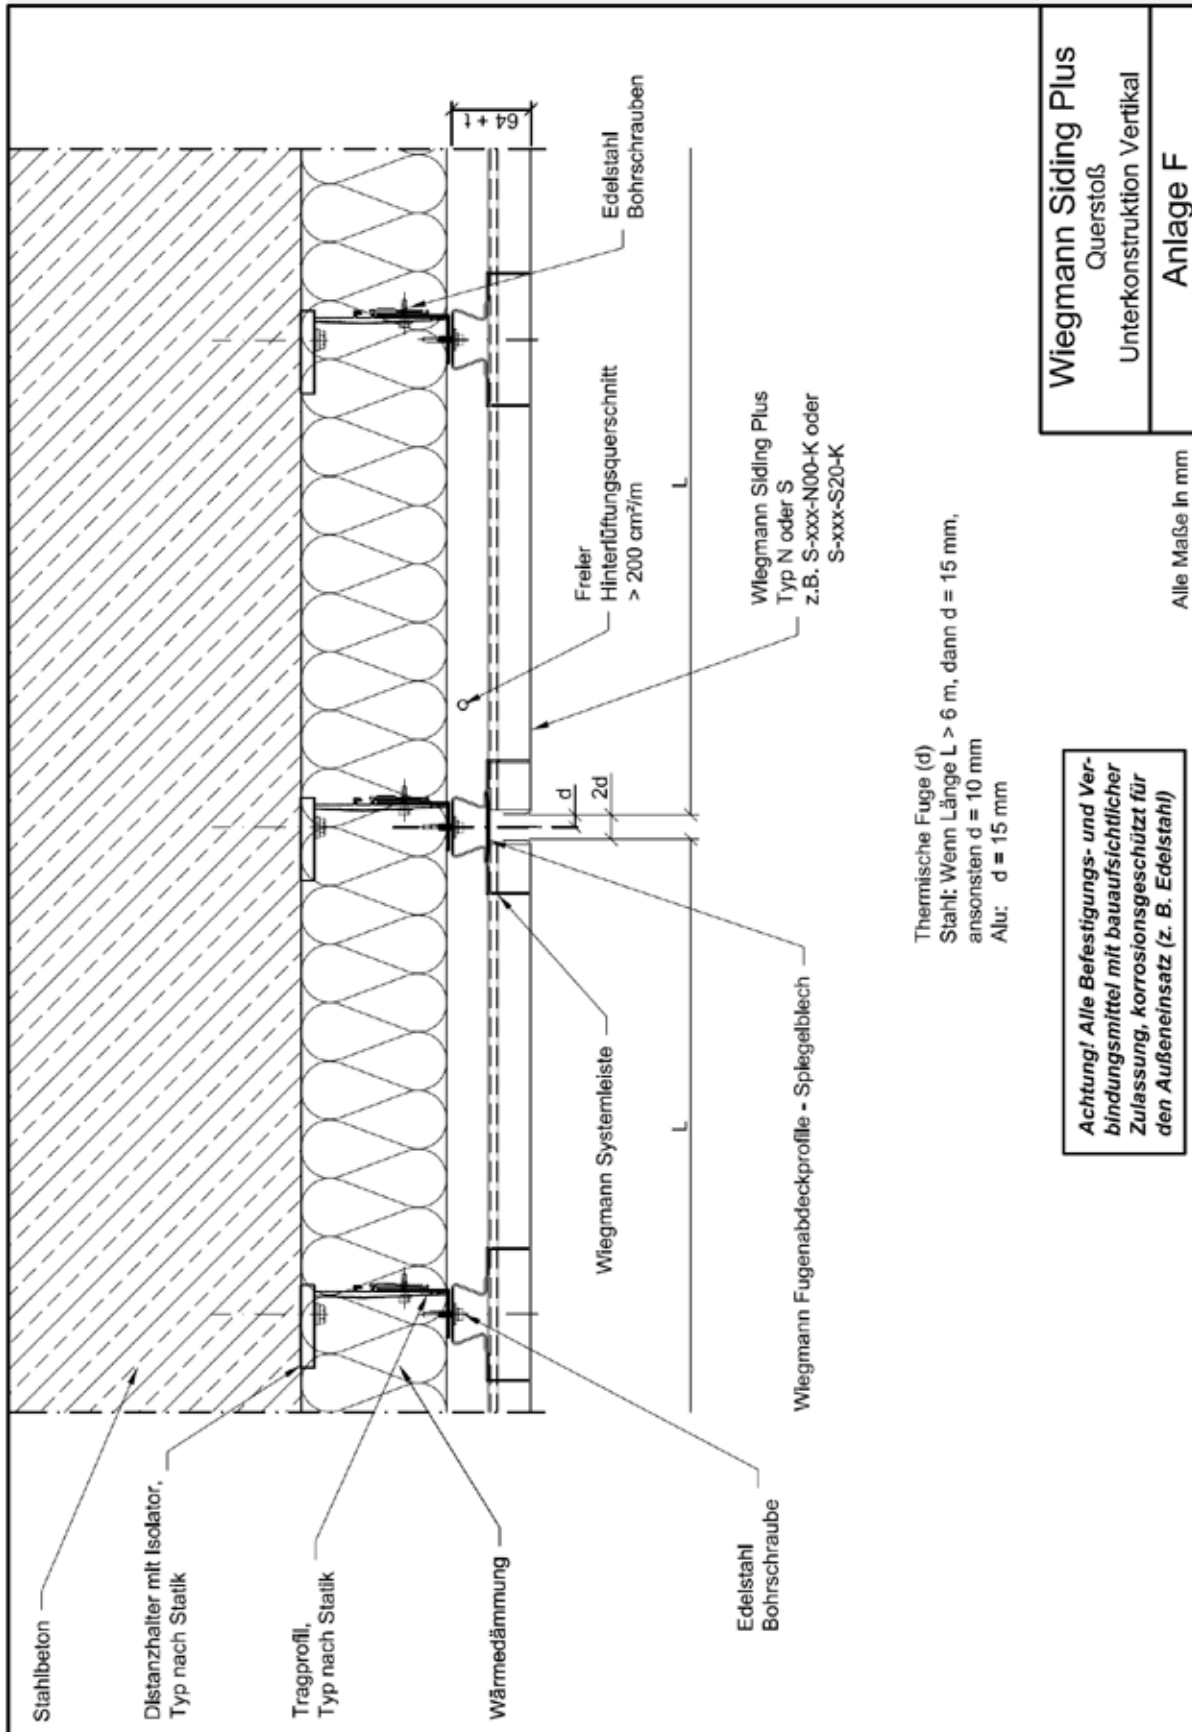 Stahlbeton
Distanzhalter mit Isolator,
Typ nach Statik
Tragprofil,
Typ nach Statik
Wärmedämmung
Edelstahl
Bohrschraube
Wiegmann Systemleiste
Wiegmann Fugenabdeckprofile - Spiegelblech
L
d
2d
L
Freier
Hinterlüftungsquerschnitt
> 200 cm²/m
Wiegmann Siding Plus
Typ N oder S
z.B. S-xxx-N00-K oder
S-xxx-S20-K
Edelstahl
Bohrschrauben
64 + t
Thermische Fuge (d)
Stahl: Wenn Länge L > 6 m, dann d = 15 mm,
ansonsten d = 10 mm
Alu: d = 15 mm
Achtung! Alle Befestigungs- und Ver-
bindungsmittel mit bauaufsichtlicher
Zulassung, korrosionsgeschützt für
den Außeneinsatz (z. B. Edelstahl)
Alle Maße in mm
Wiegmann Siding Plus
Querstoß
Unterkonstruktion Vertikal
Anlage F